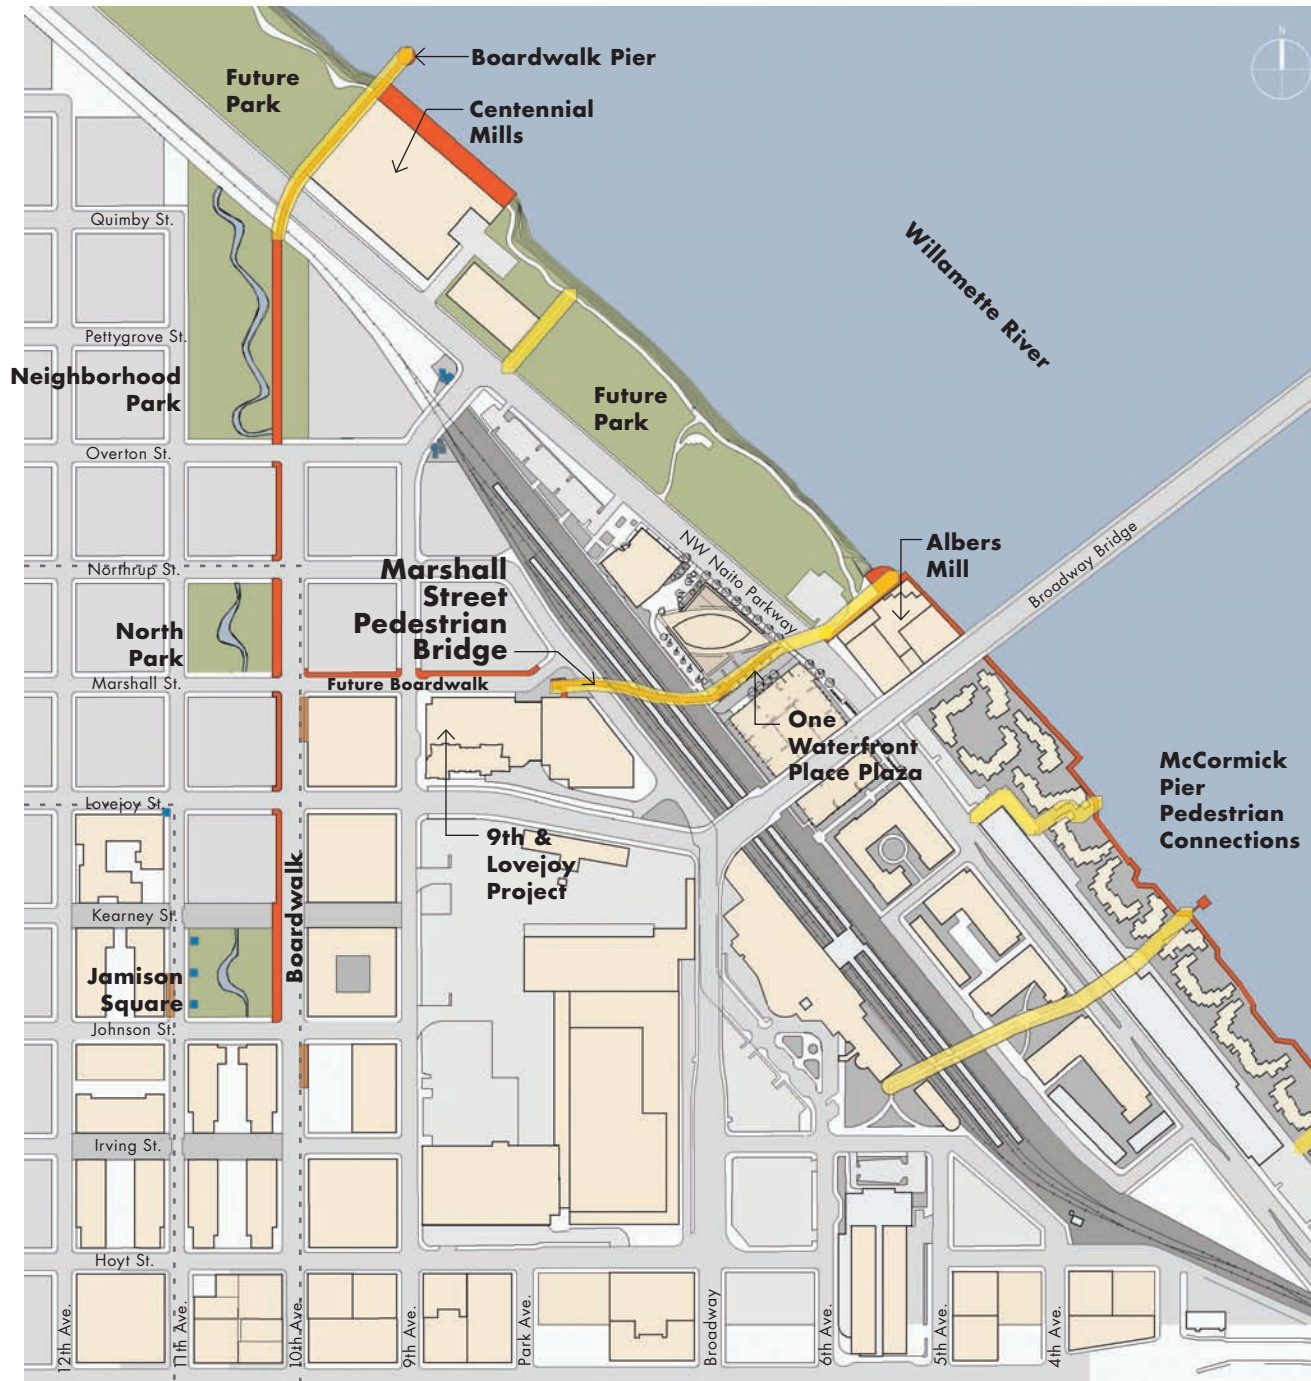 N
Boardwalk Pier
Future
Park
Centennial
Mills
Quimby St.
Willamette River
Pettygrove St.
Neighborhood
Park
Future
Park
Overton St.
NW Naito Parkway
Albers
Mill
Broadway Bridge
Northrup St.
Marshall
Street
Pedestrian
Bridge
North
Park
Marshall St.
Future Boardwalk
One
Waterfront
Place Plaza
McCormick
Pier
Pedestrian
Connections
Lovejoy St.
9th &
Lovejoy
Project
Boardwalk
Kearney St.
Jamison
Square
Johnson St.
Irving St.
Hoyt St.
12th Ave.
11th Ave.
10th Ave.
9th Ave.
Park Ave.
Broadway
6th Ave.
5th Ave.
4th Ave.